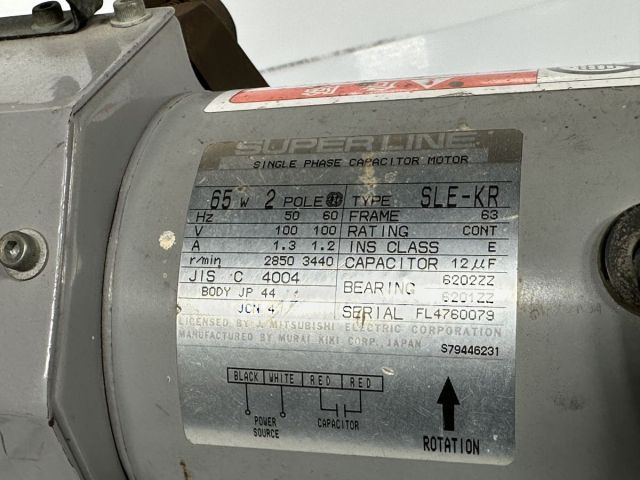 SUPER LINE
SINGLE PHASE CAPACITOR MOTOR
65 W 2 POLE TYPE SLE-KR
Hz 50 60 FRAME 63
V 100 100 RATING CONT
A 1.3 1.2 INS CLASS E
r/min 2850 3440 CAPACITOR 12 μF
JIS C 4004 BEARING 6202ZZ
BODY JP 44 6201ZZ
JCN 4 SERIAL FL4760079
LICENSED BY MITSUBISHI ELECTRIC CORPORATION
MANUFACTURED BY MURAI KIKI CORP., JAPAN
S79446231
BLACK WHITE RED RED
POWER SOURCE CAPACITOR
ROTATION